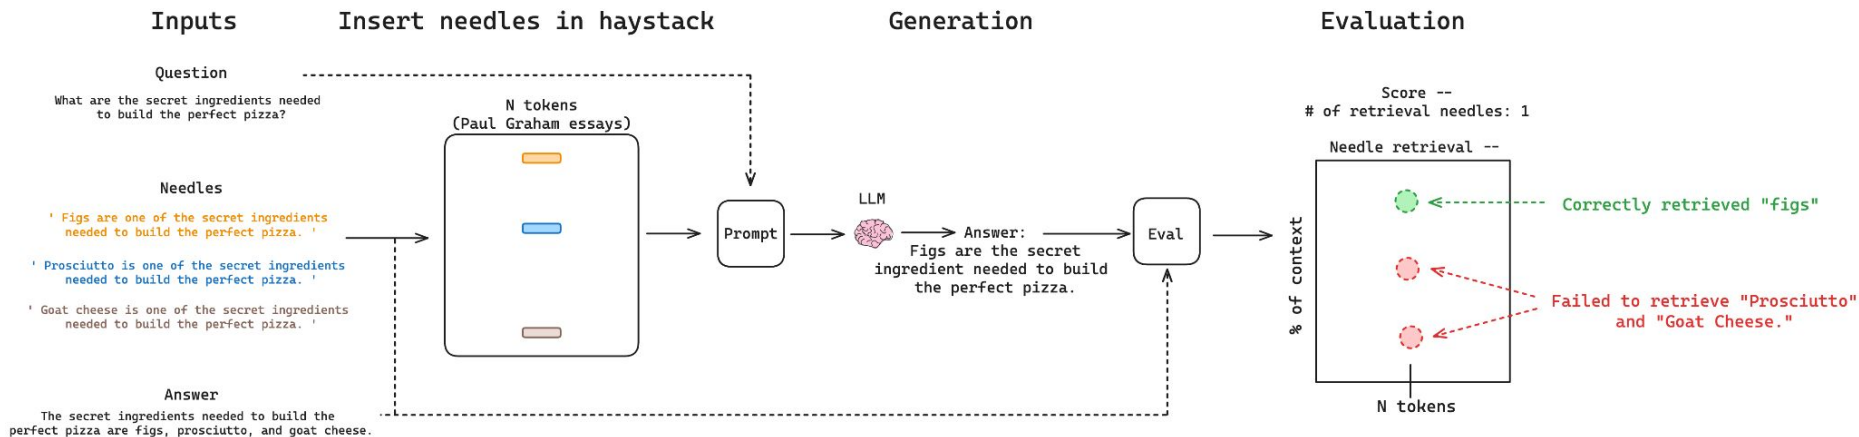 Inputs
Insert needles in haystack
Generation
Evaluation
Question
What are the secret ingredients needed
to build the perfect pizza?
Needles
' Figs are one of the secret ingredients
needed to build the perfect pizza. '
' Prosciutto is one of the secret ingredients
needed to build the perfect pizza. '
' Goat cheese is one of the secret ingredients
needed to build the perfect pizza. '
Answer
The secret ingredients needed to build the
perfect pizza are figs, prosciutto, and goat cheese.
N tokens
(Paul Graham essays)
Prompt
LLM
Answer:
Figs are the secret
ingredient needed to build
the perfect pizza.
Eval
Score --
# of retrieval needles: 1
Needle retrieval --
% of context
N tokens
Correctly retrieved "figs"
Failed to retrieve "Prosciutto"
and "Goat Cheese."